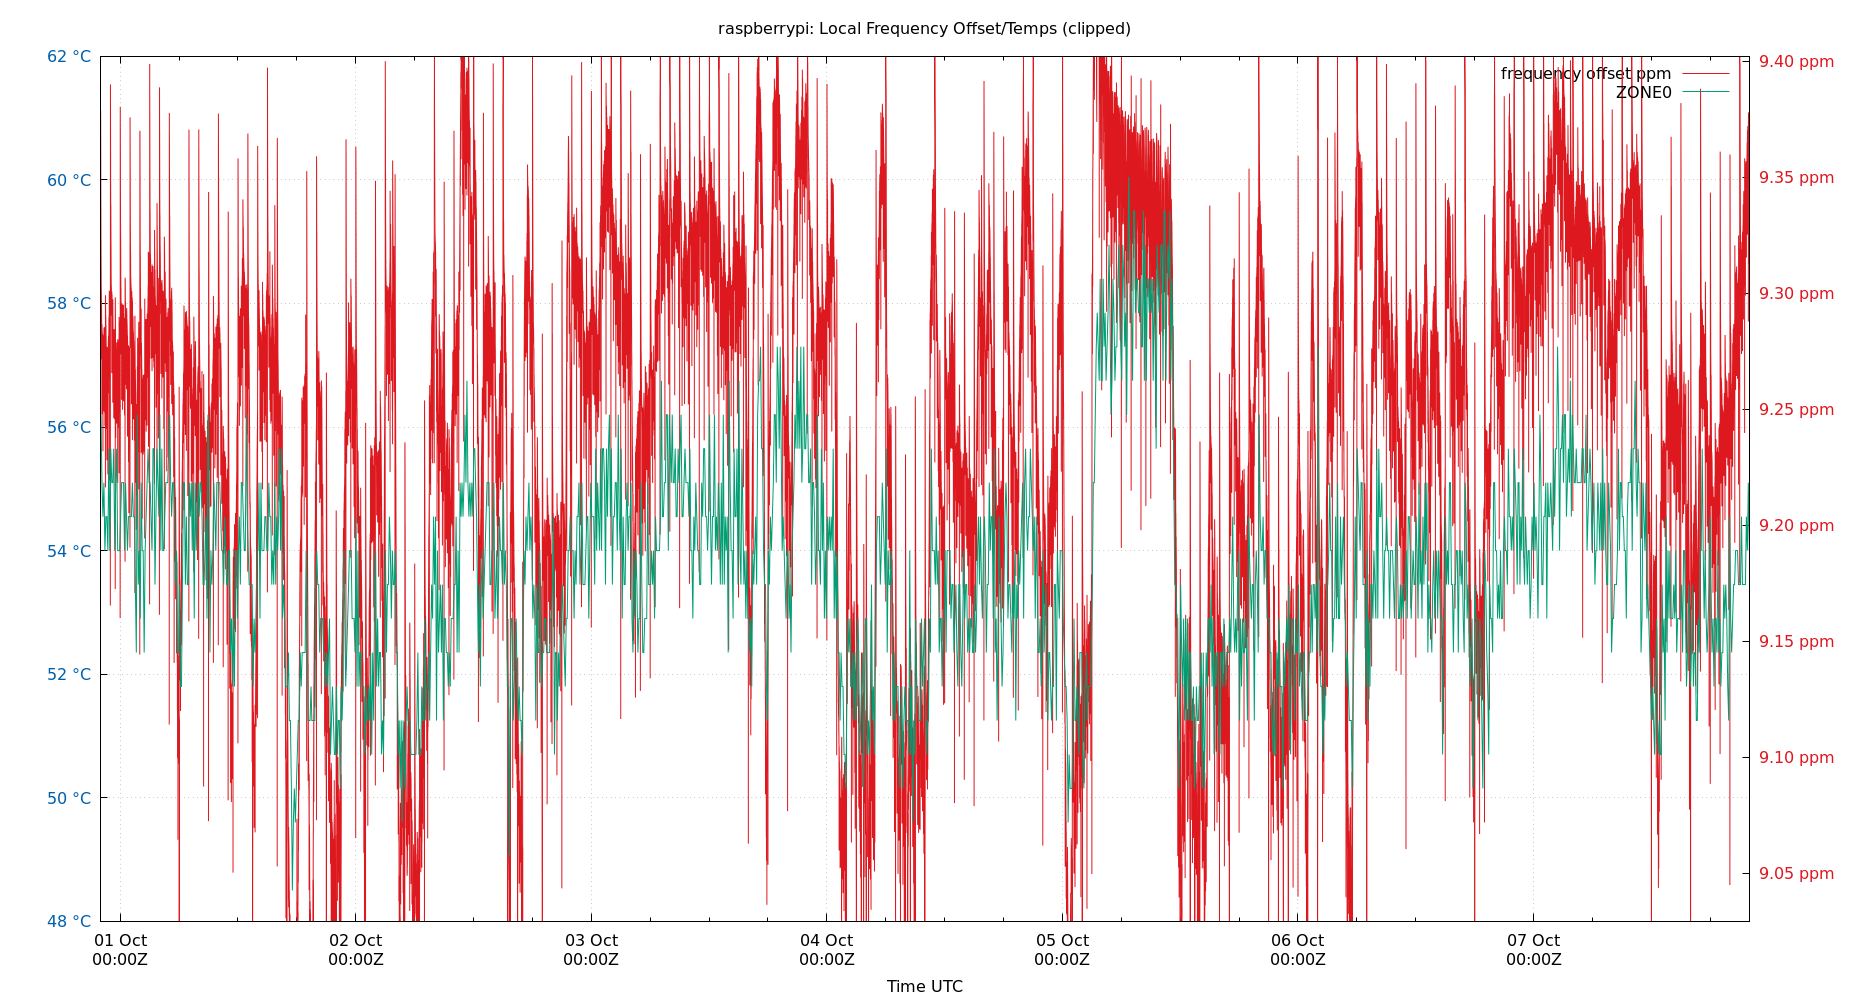 raspberrypi: Local Frequency Offset/Temps (clipped)
62 °C
60 °C
58 °C
56 °C
54 °C
52 °C
50 °C
48 °C
9.40 ppm
9.35 ppm
9.30 ppm
9.25 ppm
9.20 ppm
9.15 ppm
9.10 ppm
9.05 ppm
frequency offset ppm
ZONE0
01 Oct
00:00Z
02 Oct
00:00Z
03 Oct
00:00Z
04 Oct
00:00Z
05 Oct
00:00Z
06 Oct
00:00Z
07 Oct
00:00Z
Time UTC